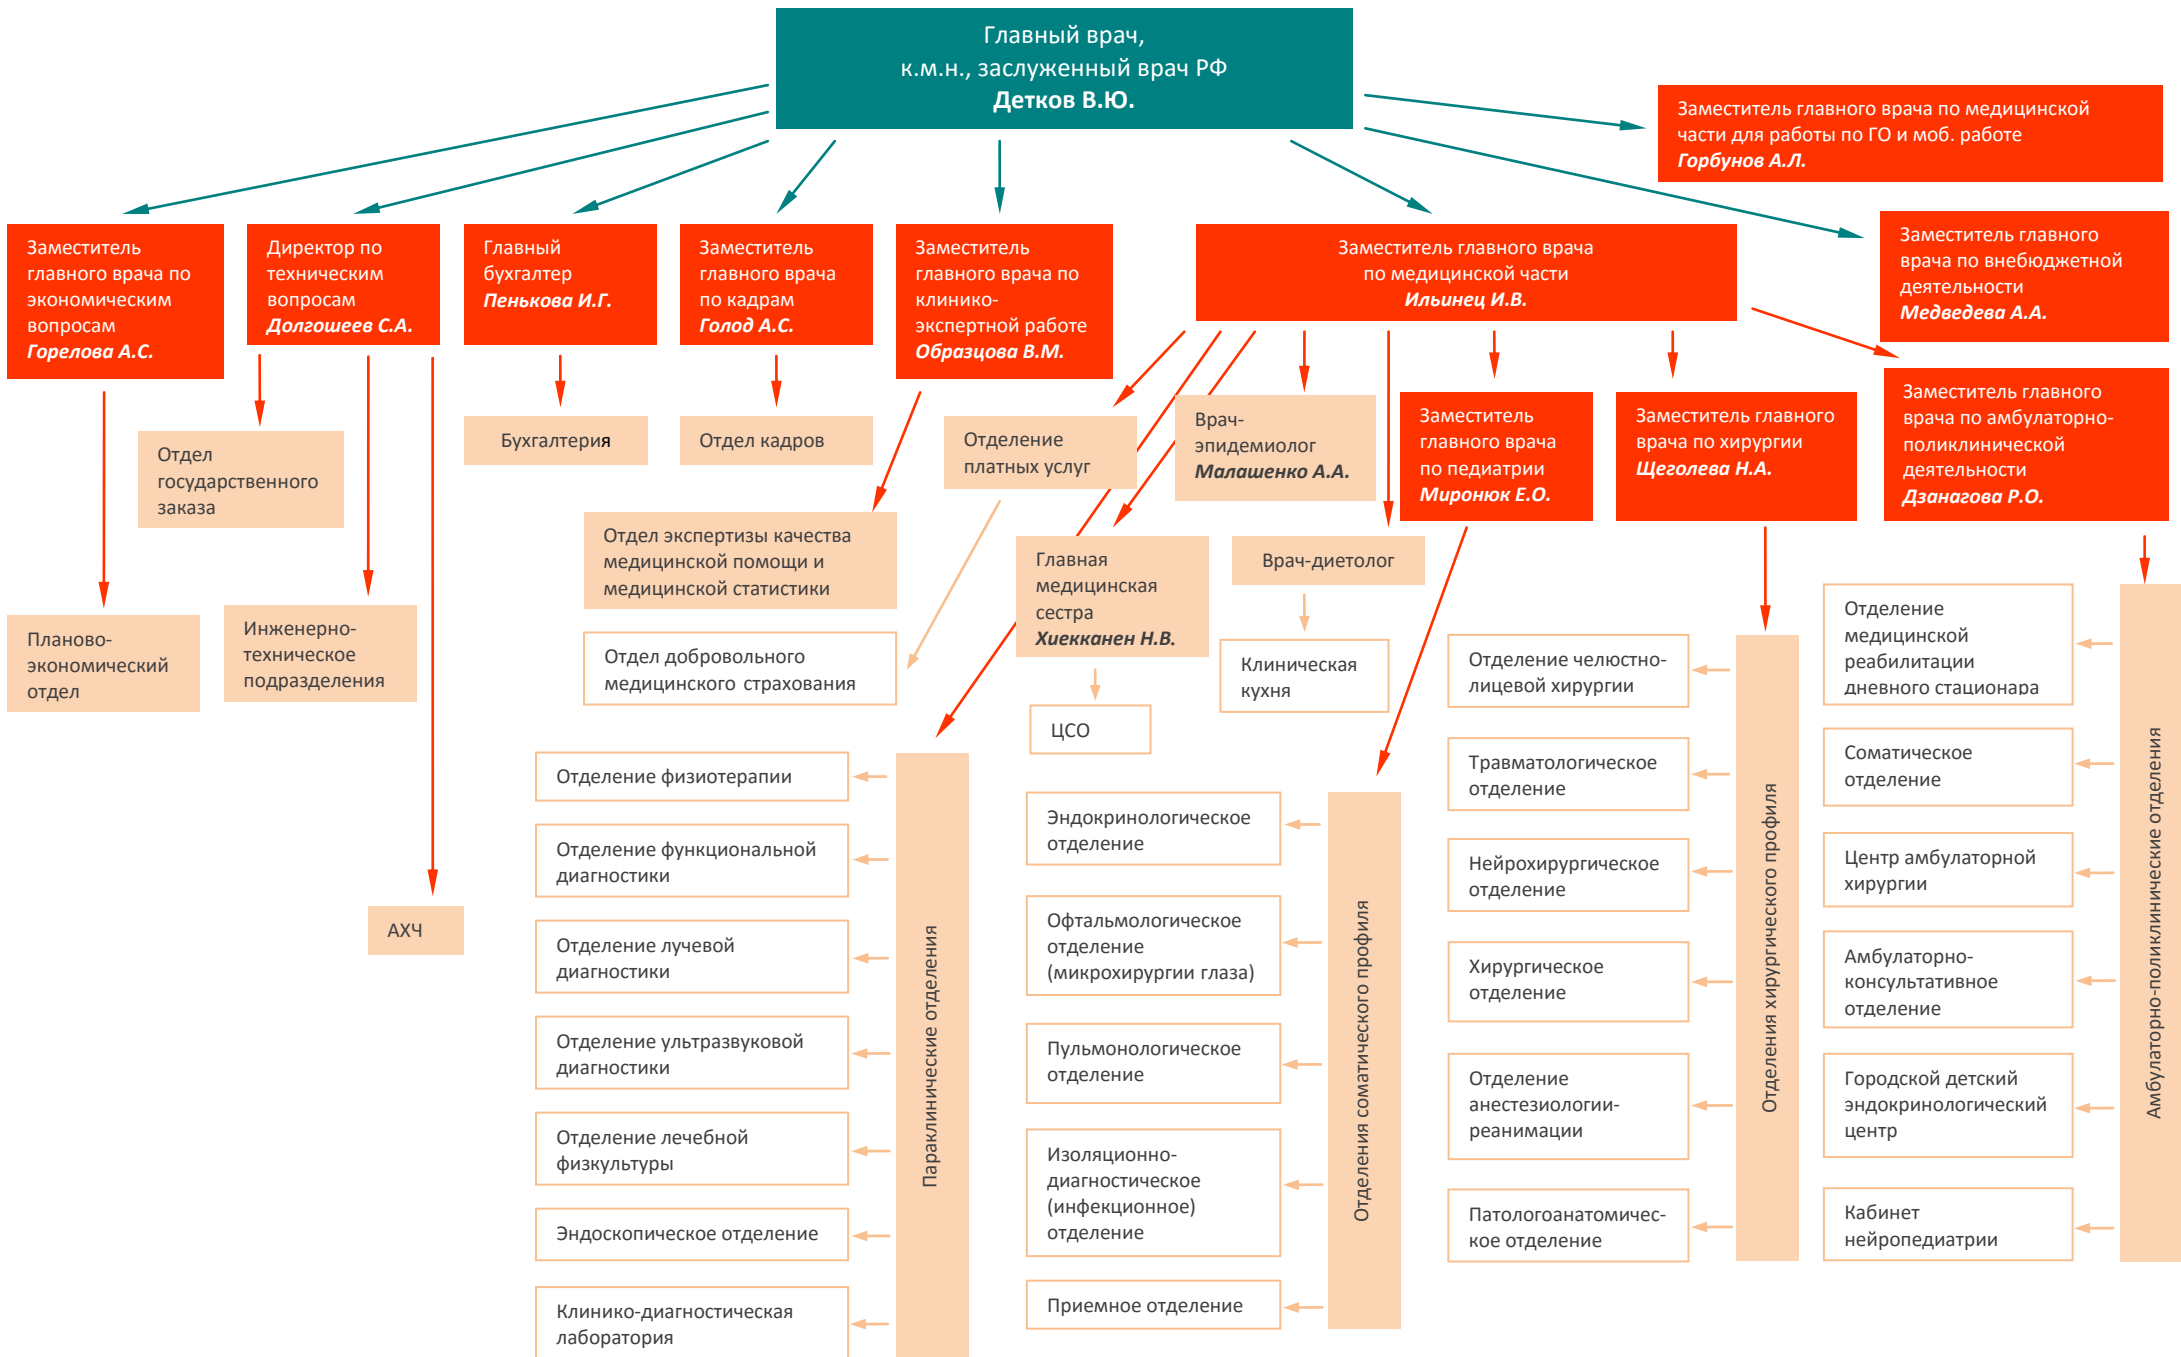 Главный врач,
к.м.н., заслуженный врач РФ
Детков В.Ю.
Заместитель главного врача по медицинской
части для работы по ГО и моб. работе
Горбунов А.Л.
Заместитель
главного врача по
экономическим
вопросам
Горелова А.С.
Директор по
техническим
вопросам
Долгошеев С.А.
Главный
бухгалтер
Пенькова И.Г.
Заместитель
главного врача
по кадрам
Голод А.С.
Заместитель
главного врача по
клинико-
экспертной работе
Образцова В.М.
Заместитель главного врача
по медицинской части
Ильинец И.В.
Заместитель главного
врача по внебюджетной
деятельности
Медведева А.А.
Отдел
государственного
заказа
Бухгалтерия
Отдел кадров
Отделение
платных услуг
Врач-
эпидемиолог
Малашенко А.А.
Заместитель
главного врача
по педиатрии
Миронюк Е.О.
Заместитель главного
врача по хирургии
Щеголева Н.А.
Заместитель главного
врача по амбулаторно-
поликлинической
деятельности
Дзанагова Р.О.
Планово-
экономический
отдел
Инженерно-
техническое
подразделения
АХЧ
Отдел экспертизы качества
медицинской помощи и
медицинской статистики
Отдел добровольного
медицинского страхования
Главная
медицинская
сестра
Хиекканен Н.В.
ЦСО
Врач-диетолог
Клиническая
кухня
Отделение физиотерапии
Отделение функциональной
диагностики
Отделение лучевой
диагностики
Отделение ультразвуковой
диагностики
Отделение лечебной
физкультуры
Эндоскопическое отделение
Клинико-диагностическая
лаборатория
Параклинические отделения
Эндокринологическое
отделение
Офтальмологическое
отделение
(микрохирургии глаза)
Пульмонологическое
отделение
Изоляционно-
диагностическое
(инфекционное)
отделение
Приемное отделение
Отделения соматического профиля
Отделение челюстно-
лицевой хирургии
Травматологическое
отделение
Нейрохирургическое
отделение
Хирургическое
отделение
Отделение
анестезиологии-
реанимации
Патологоанатомичес-
кое отделение
Отделения хирургического профиля
Отделение
медицинской
реабилитации
дневного стационара
Соматическое
отделение
Центр амбулаторной
хирургии
Амбулаторно-
консультативное
отделение
Городской детский
эндокринологический
центр
Кабинет
нейропедиатрии
Амбулаторно-поликлинические отделения